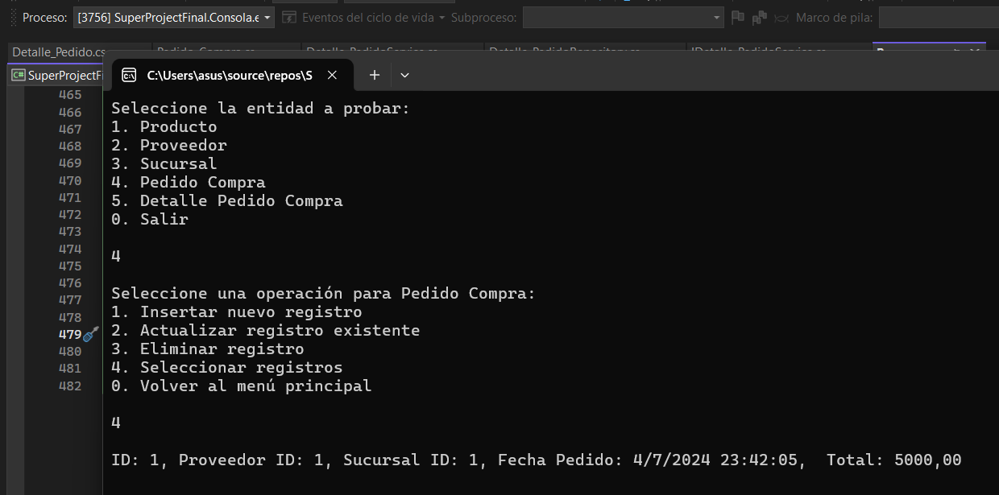 Proceso: [3756] SuperProjectFinal.Consola.e Eventos del ciclo de vida Subproceso: Marco de pila:
Detalle_Pedido.cs
C# SuperProjectFi
C:\Users\asus\source\repos\S
465
466
467
468
469
470
471
472
473
474
475
476
477
478
479
480
481
482
Seleccione la entidad a probar:
1. Producto
2. Proveedor
3. Sucursal
4. Pedido Compra
5. Detalle Pedido Compra
0. Salir
4
Seleccione una operación para Pedido Compra:
1. Insertar nuevo registro
2. Actualizar registro existente
3. Eliminar registro
4. Seleccionar registros
0. Volver al menú principal
4
ID: 1, Proveedor ID: 1, Sucursal ID: 1, Fecha Pedido: 4/7/2024 23:42:05,  Total: 5000,00